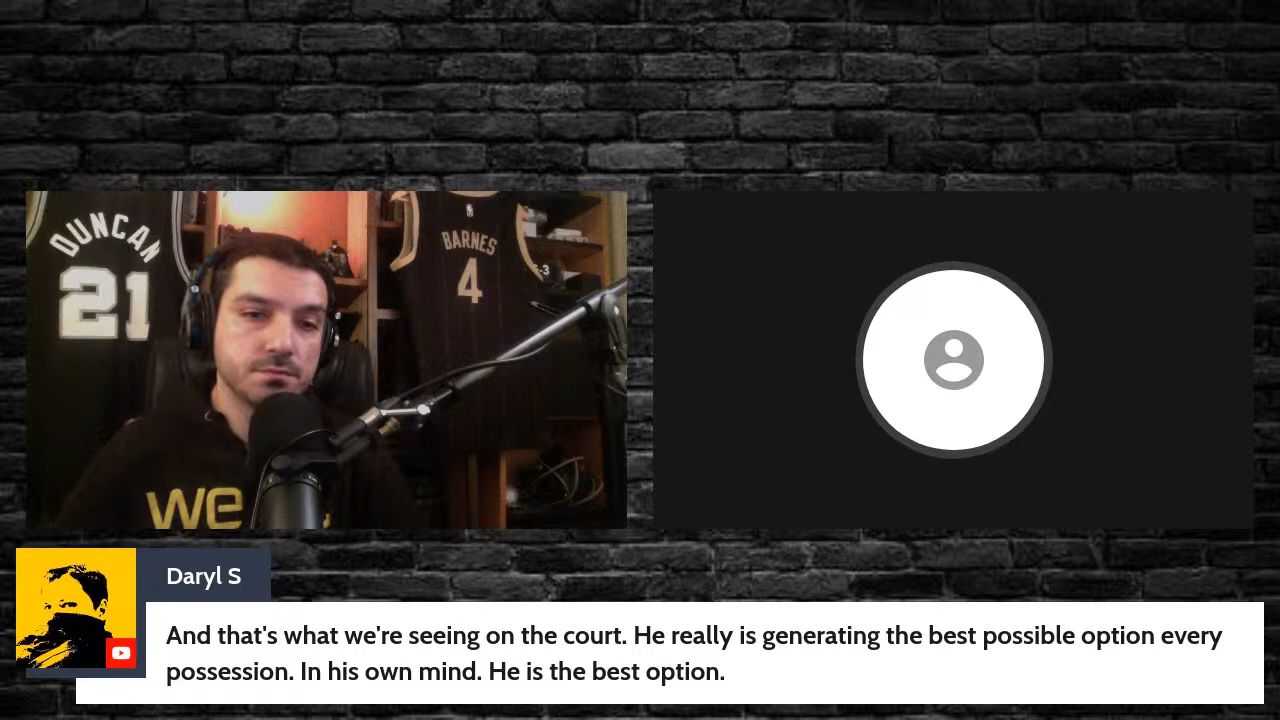 DUNCAN
21
BARNES
4
we
Daryl S
And that's what we're seeing on the court. He really is generating the best possible option every
possession. In his own mind. He is the best option.